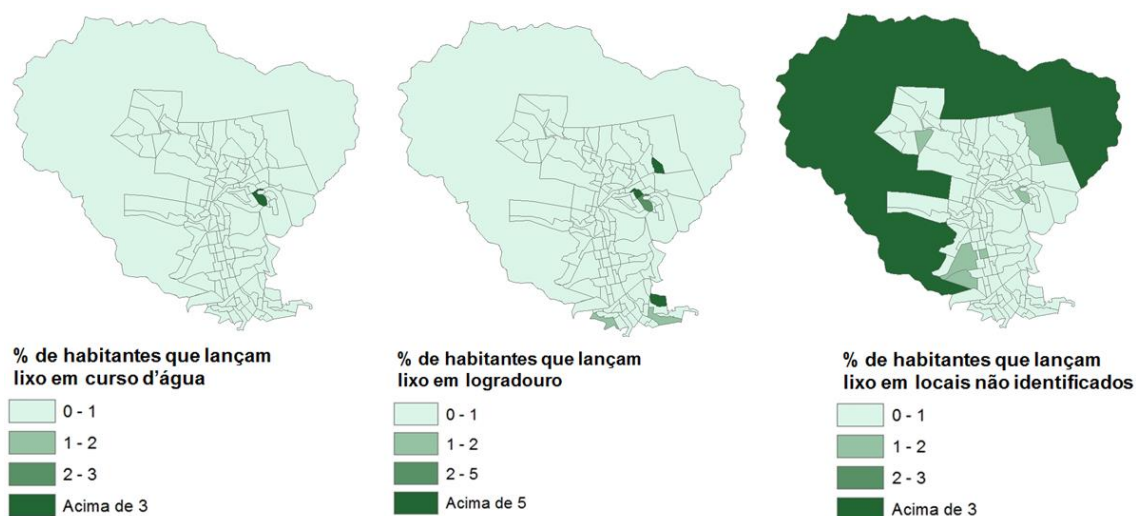 % de habitantes que lançam
lixo em curso d'água
0 - 1
1 - 2
2 - 3
Acima de 3
% de habitantes que lançam
lixo em logradouro
0 - 1
1 - 2
2 - 5
Acima de 5
% de habitantes que lançam
lixo em locais não identificados
0 - 1
1 - 2
2 - 3
Acima de 3